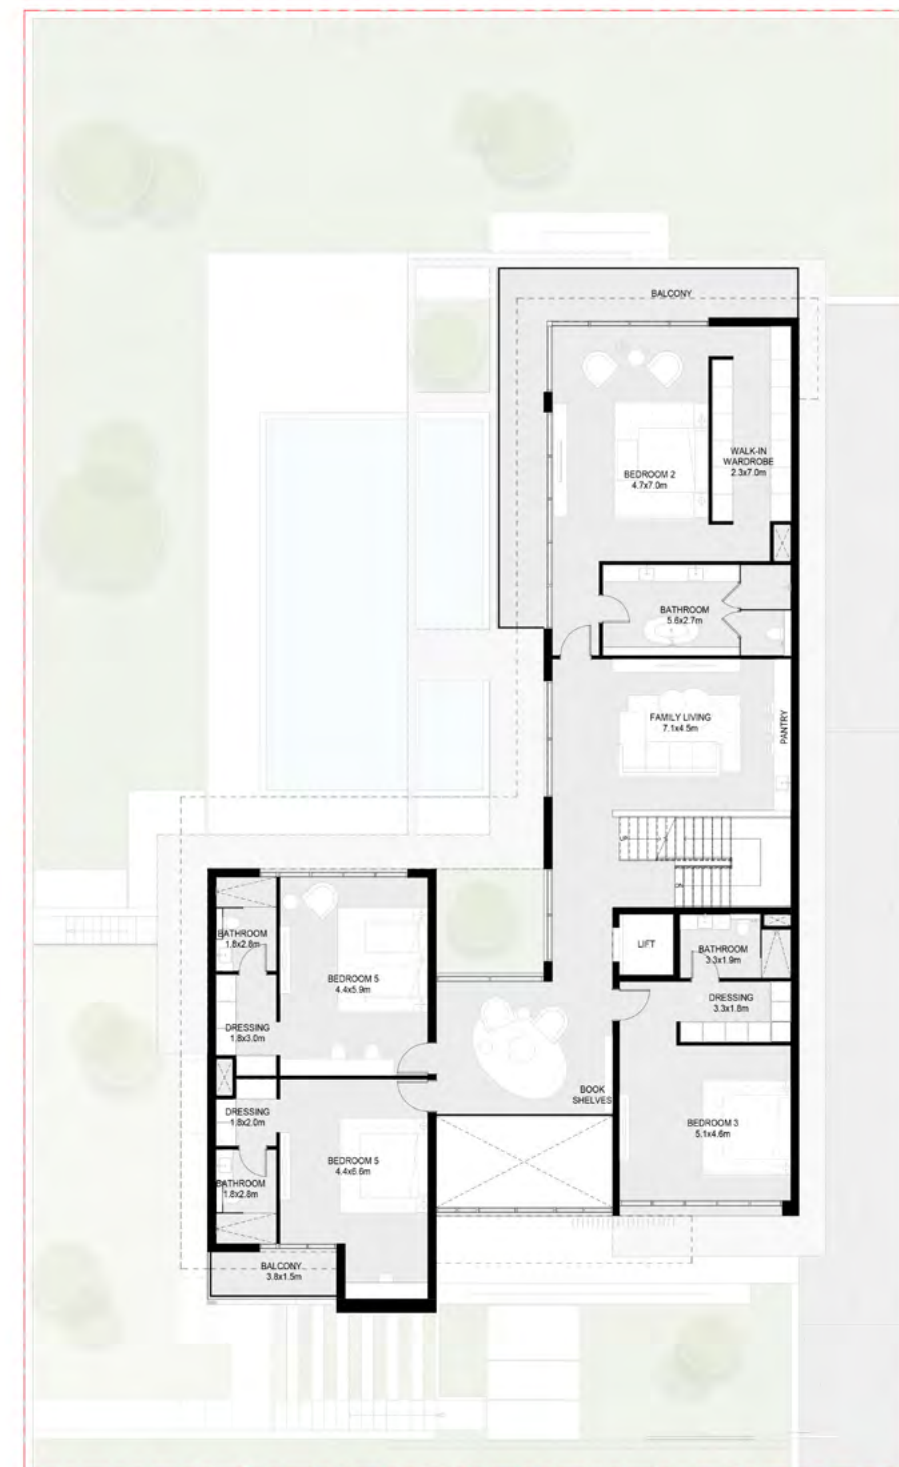 BALCONY
WALK-IN
WARDROBE
2.3x7.0m
BEDROOM 2
4.7x7.0m
BATHROOM
5.6x2.7m
FAMILY LIVING
7.1x4.5m
PANTRY
UP
DN
LIFT
BATHROOM
3.3x1.9m
DRESSING
3.3x1.8m
BATHROOM
1.8x2.8m
BEDROOM 5
4.4x5.9m
DRESSING
1.8x3.0m
BOOK
SHELVES
DRESSING
1.8x2.0m
BEDROOM 3
5.1x4.6m
BEDROOM 5
4.4x6.6m
BATHROOM
1.8x2.8m
BALCONY
3.8x1.5m